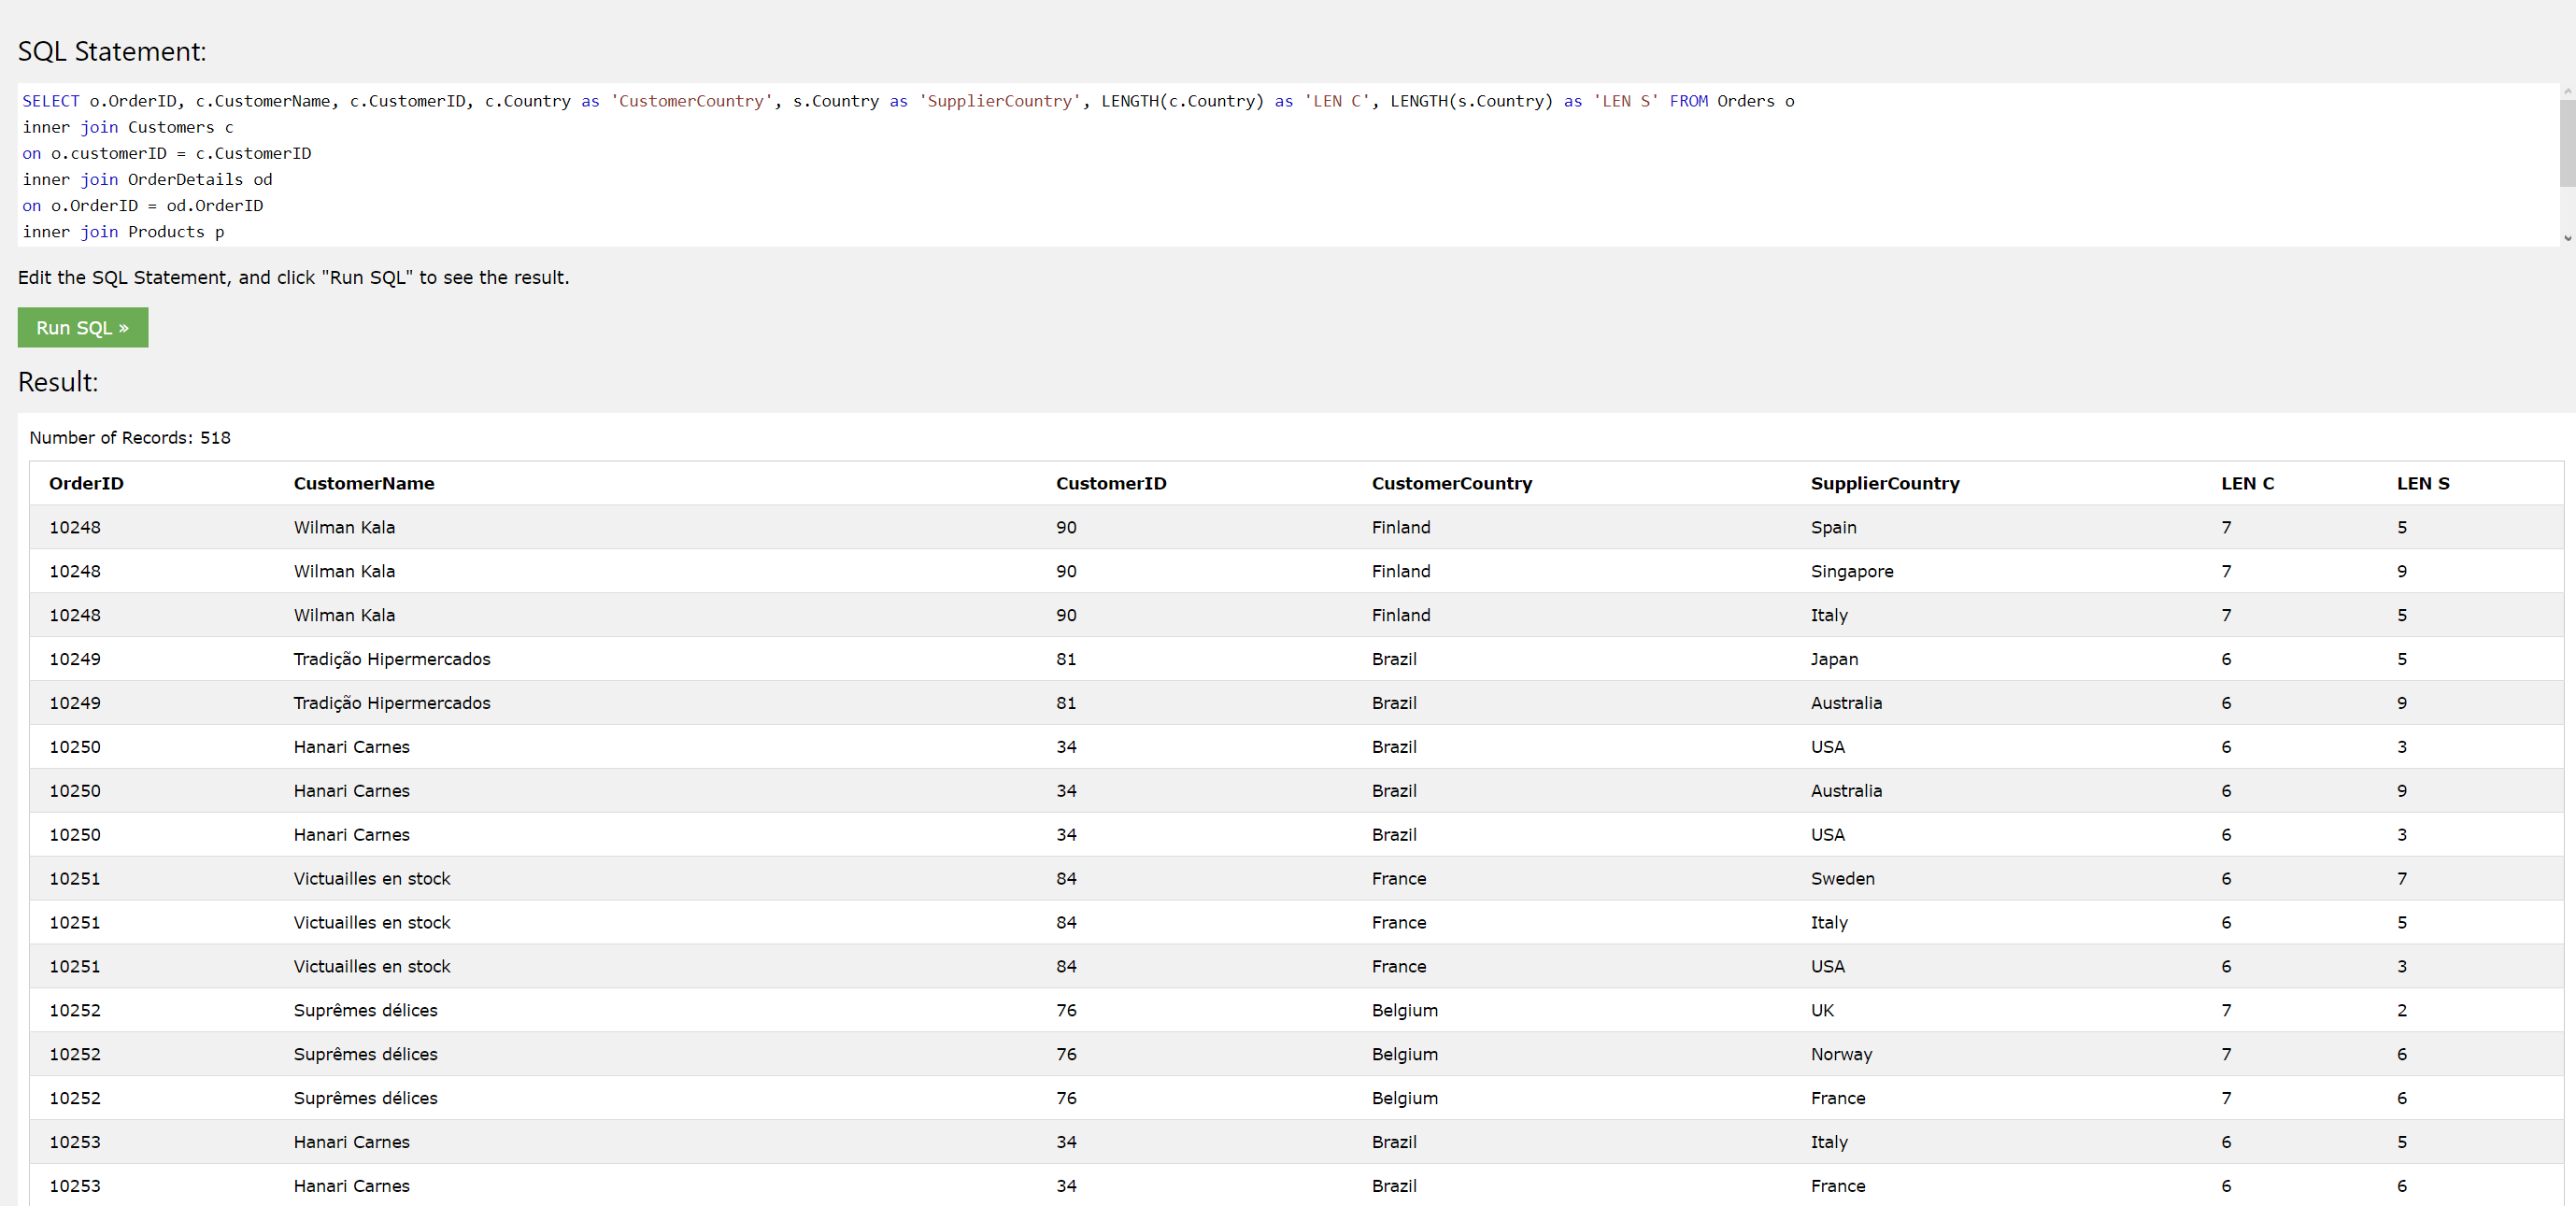 SQL Statement:
SELECT o.OrderID, c.CustomerName, c.CustomerID, c.Country as 'CustomerCountry', s.Country as 'SupplierCountry', LENGTH(c.Country) as 'LEN C', LENGTH(s.Country) as 'LEN S' FROM Orders o
inner join Customers c
on o.customerID = c.CustomerID
inner join OrderDetails od
on o.OrderID = od.OrderID
inner join Products p
Edit the SQL Statement, and click "Run SQL" to see the result.
Run SQL »
Result:
Number of Records: 518
OrderID CustomerName CustomerID CustomerCountry SupplierCountry LEN C LEN S
10248 Wilman Kala 90 Finland Spain 7 5
10248 Wilman Kala 90 Finland Singapore 7 9
10248 Wilman Kala 90 Finland Italy 7 5
10249 Tradição Hipermercados 81 Brazil Japan 6 5
10249 Tradição Hipermercados 81 Brazil Australia 6 9
10250 Hanari Carnes 34 Brazil USA 6 3
10250 Hanari Carnes 34 Brazil Australia 6 9
10250 Hanari Carnes 34 Brazil USA 6 3
10251 Victuailles en stock 84 France Sweden 6 7
10251 Victuailles en stock 84 France Italy 6 5
10251 Victuailles en stock 84 France USA 6 3
10252 Suprêmes délices 76 Belgium UK 7 2
10252 Suprêmes délices 76 Belgium Norway 7 6
10252 Suprêmes délices 76 Belgium France 7 6
10253 Hanari Carnes 34 Brazil Italy 6 5
10253 Hanari Carnes 34 Brazil France 6 6